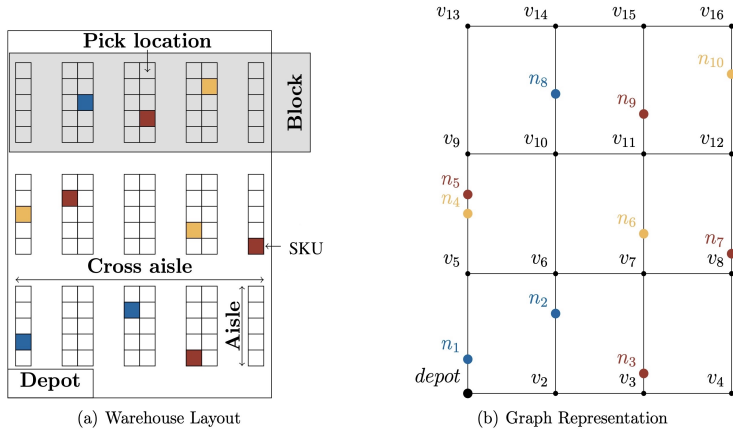 Pick location
Block
SKU
Cross aisle
Aisle
Depot
(a) Warehouse Layout
v13 v14 v15 v16
n10
n8
n9
v9 v10 v11 v12
n5
n4
n6
n7
v5 v6 v7 v8
n2
n1
n3
depot v2 v3 v4
(b) Graph Representation